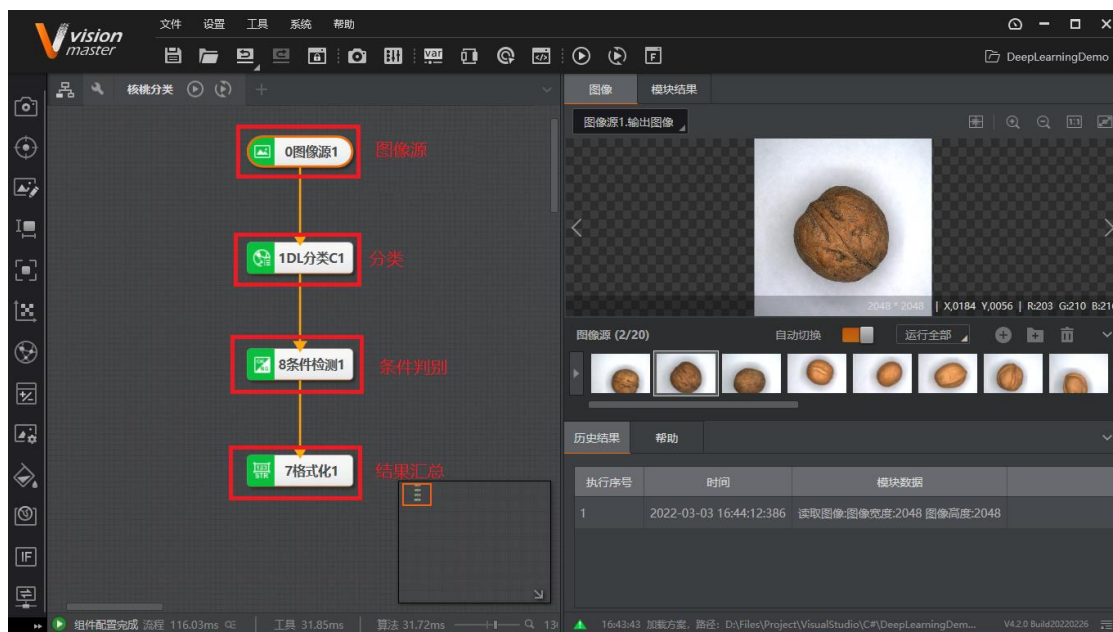 vision
master
文件 设置 工具 系统 帮助
DeepLearningDemo
核桃分类
图像 模块结果
图像源1.输出图像
1:1
0图像源1 图像源
1DL分类C1 分类
8条件检测1 条件判别
7格式化1 结果汇总
STR
IF
var
F
2048 * 2048 | X,0184 Y,0056 | R:203 G:210 B:21
图像源 (2/20) 自动切换 运行全部
历史结果 帮助
执行序号 时间 模块数据
1 2022-03-03 16:44:12:386 读取图像:图像宽度:2048 图像高度:2048
组件配置完成 流程 116.03ms 工具 31.85ms 算法 31.72ms 13
16:43:43 加载方案，路径：D:\Files\Project\VisualStudio\C#\DeepLearningDem... V4.2.0 Build20220226